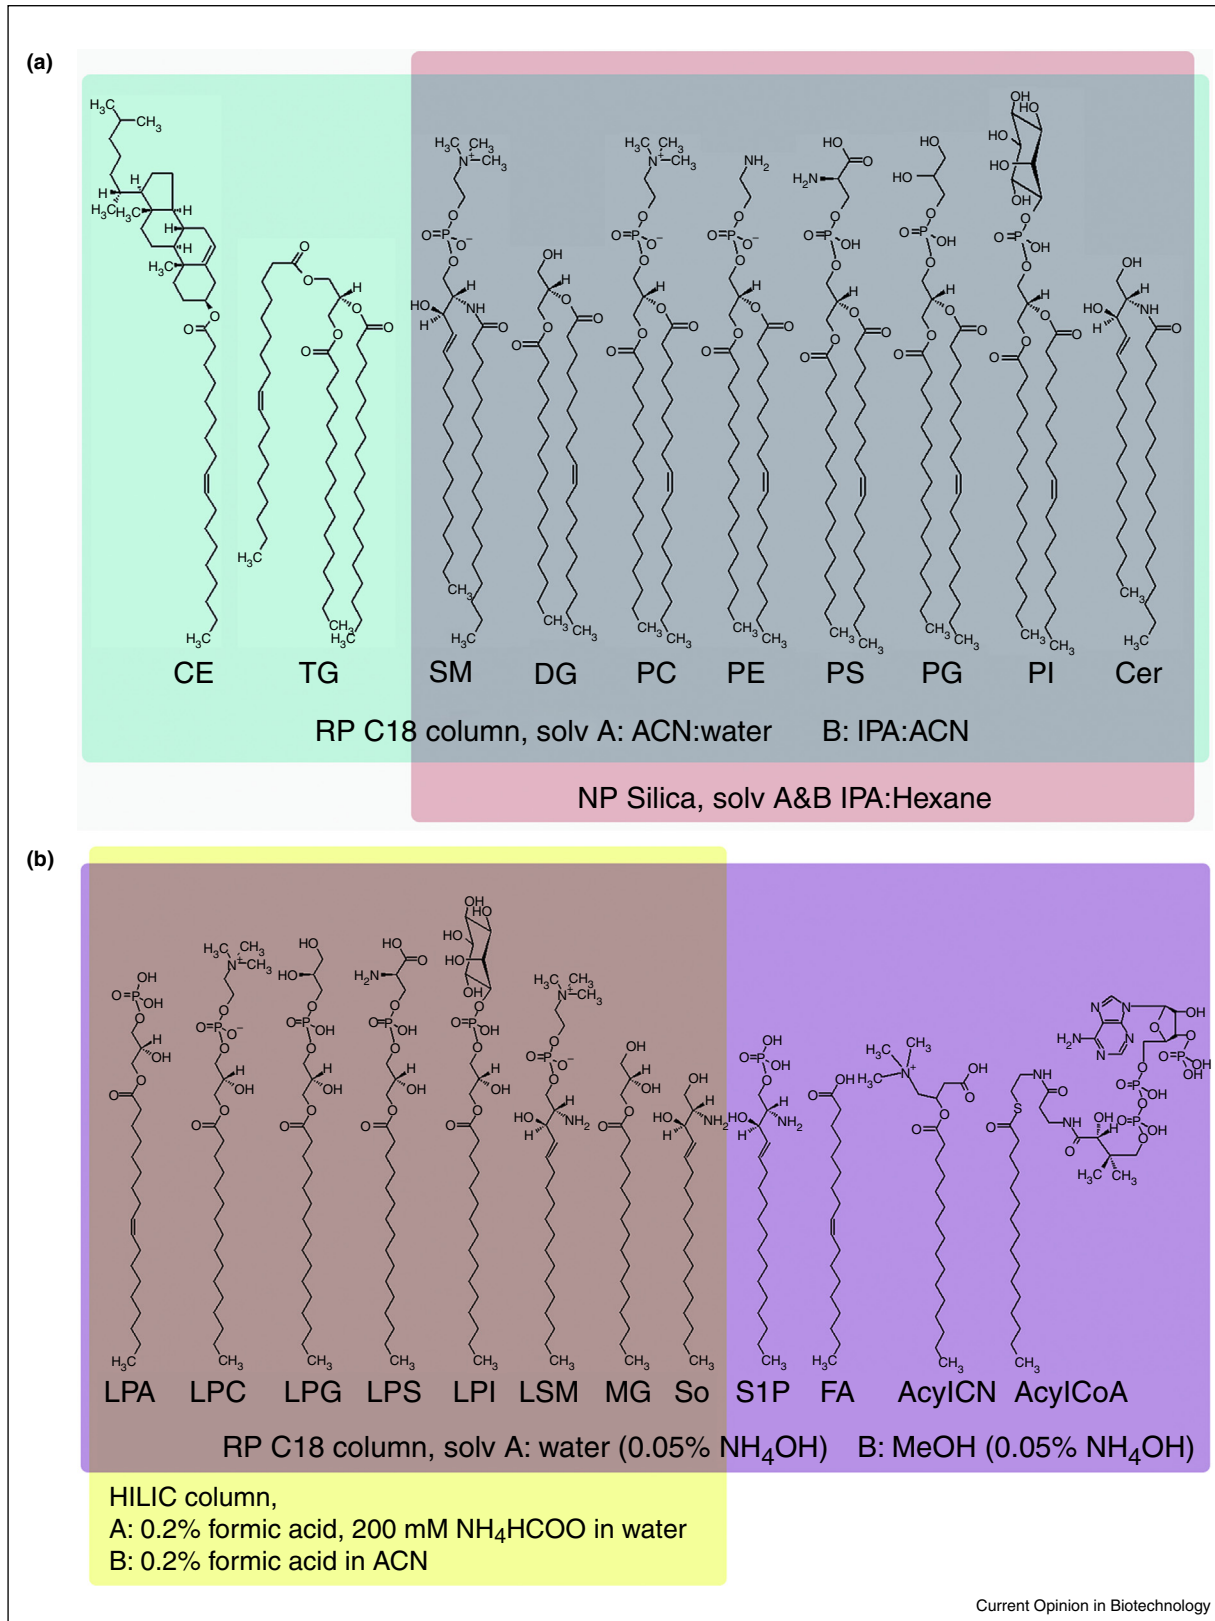 (a)
CE
TG
SM
DG
PC
PE
PS
PG
PI
Cer
RP C18 column, solv A: ACN:water B: IPA:ACN
NP Silica, solv A&B IPA:Hexane
(b)
LPA
LPC
LPG
LPS
LPI
LSM
MG
So
S1P
FA
AcylCN
AcylCoA
RP C18 column, solv A: water (0.05% NH₄OH) B: MeOH (0.05% NH₄OH)
HILIC column,
A: 0.2% formic acid, 200 mM NH₄HCOO in water
B: 0.2% formic acid in ACN
Current Opinion in Biotechnology